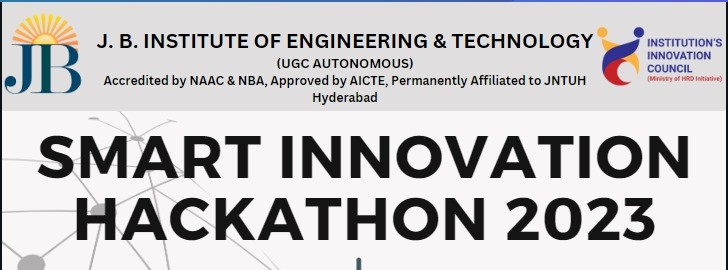 JB
J. B. INSTITUTE OF ENGINEERING & TECHNOLOGY
(UGC AUTONOMOUS)
Accredited by NAAC & NBA, Approved by AICTE, Permanently Affiliated to JNTUH
Hyderabad
INSTITUTION'S
INNOVATION
COUNCIL
(Ministry of HRD Initiative)
SMART INNOVATION
HACKATHON 2023